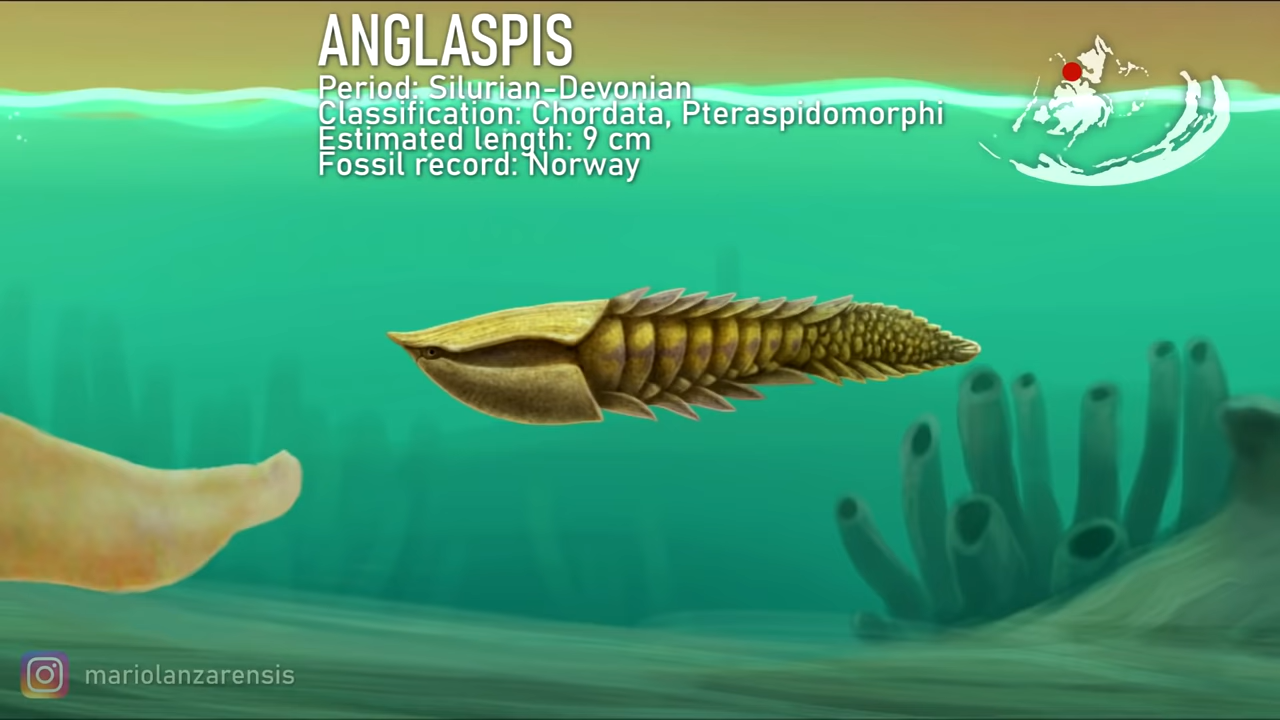 ANGLASPIS
Period: Silurian-Devonian
Classification: Chordata, Pteraspidomorphi
Estimated length: 9 cm
Fossil record: Norway
mariolanzarensis